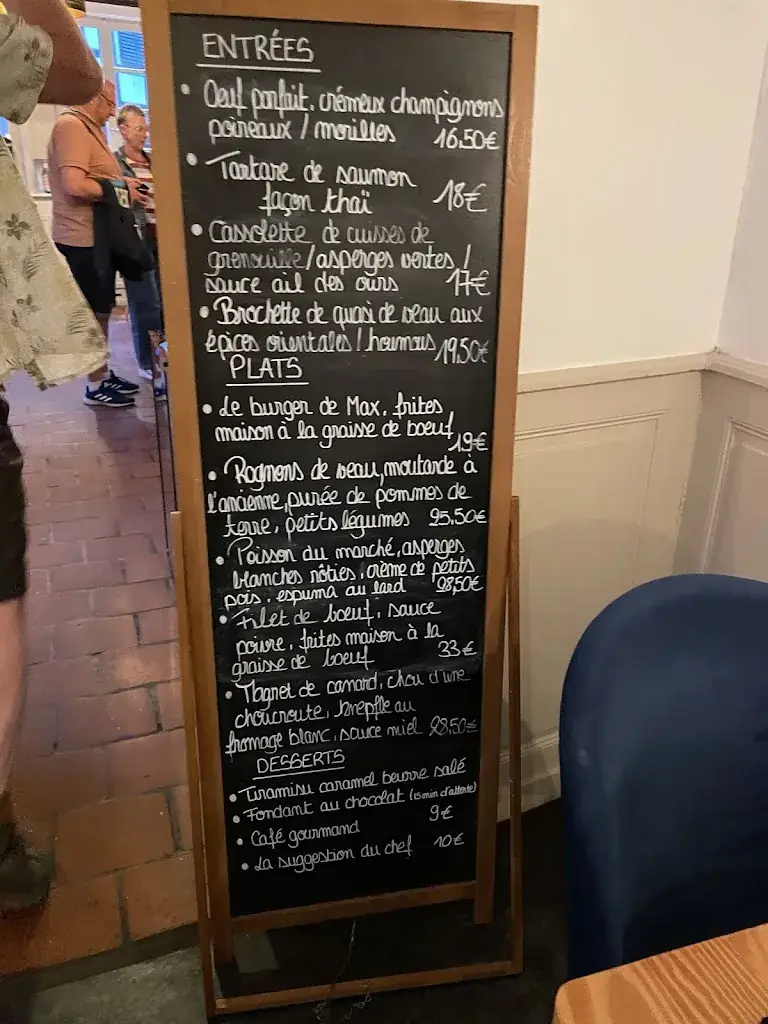 ENTRÉES
• Oeuf parfait, crémeux champignons
poireaux / morilles 16,50€
• Tartare de saumon
façon thaï 18€
• Cassolette de cuisses de
grenouille / asperges vertes /
sauce ail des ours 17€
• Brochette de quasi de veau aux
épices orientales / houmous 19,50€
PLATS
• Le burger de Max, frites
maison à la graisse de boeuf 19€
• Rognons de veau, moutarde à
l'ancienne, purée de pommes de
terre, petits légumes 25,50€
• Poisson du marché, asperges
blanches rôties, crème de petits
pois, espuma au lard 28,50€
• Filet de boeuf, sauce
poivre, frites maison à la
graisse de boeuf 33€
• Magret de canard, chou d'une
choucroute, knepfle au
fromage blanc, sauce miel 28,50€
DESSERTS
• Tiramisu caramel beurre salé
• Fondant au chocolat (15min d'attente)
• Café gourmand 9€
• La suggestion du chef 10€